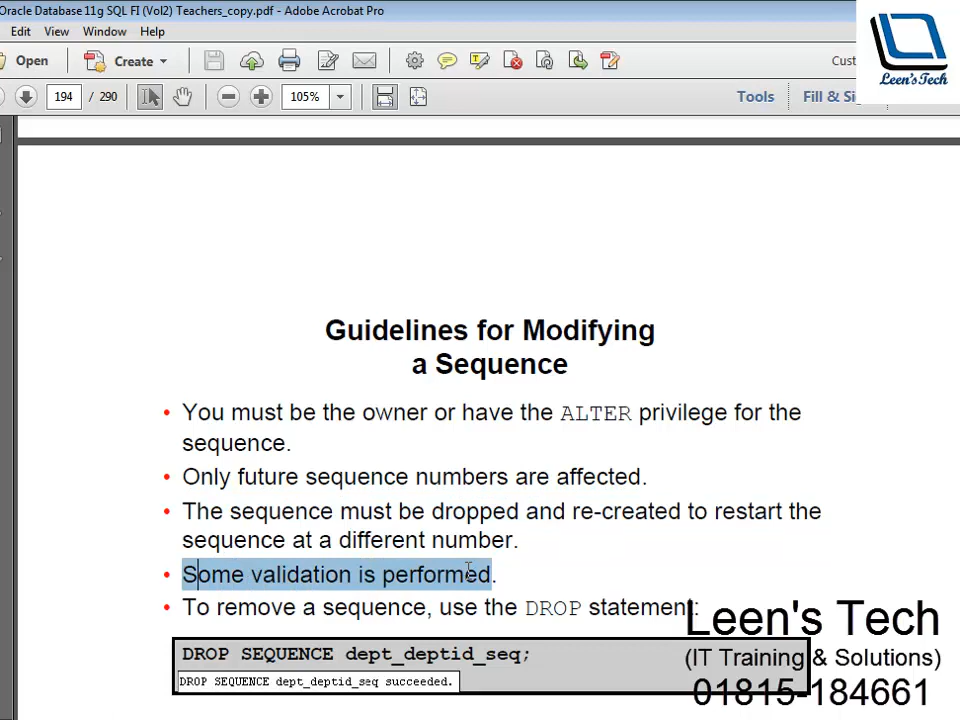 Oracle Database 11g SQL FI (Vol2) Teachers_copy.pdf - Adobe Acrobat Pro
Edit View Window Help
Open Create Cust
194 / 290 105% Tools Fill & Si
Leen'sTech
Guidelines for Modifying
a Sequence
• You must be the owner or have the ALTER privilege for the
sequence.
• Only future sequence numbers are affected.
• The sequence must be dropped and re-created to restart the
sequence at a different number.
• Some validation is performed.
• To remove a sequence, use the DROP statement:
DROP SEQUENCE dept_deptid_seq;
DROP SEQUENCE dept_deptid_seq succeeded.
Leen's Tech
(IT Training & Solutions)
01815-184661